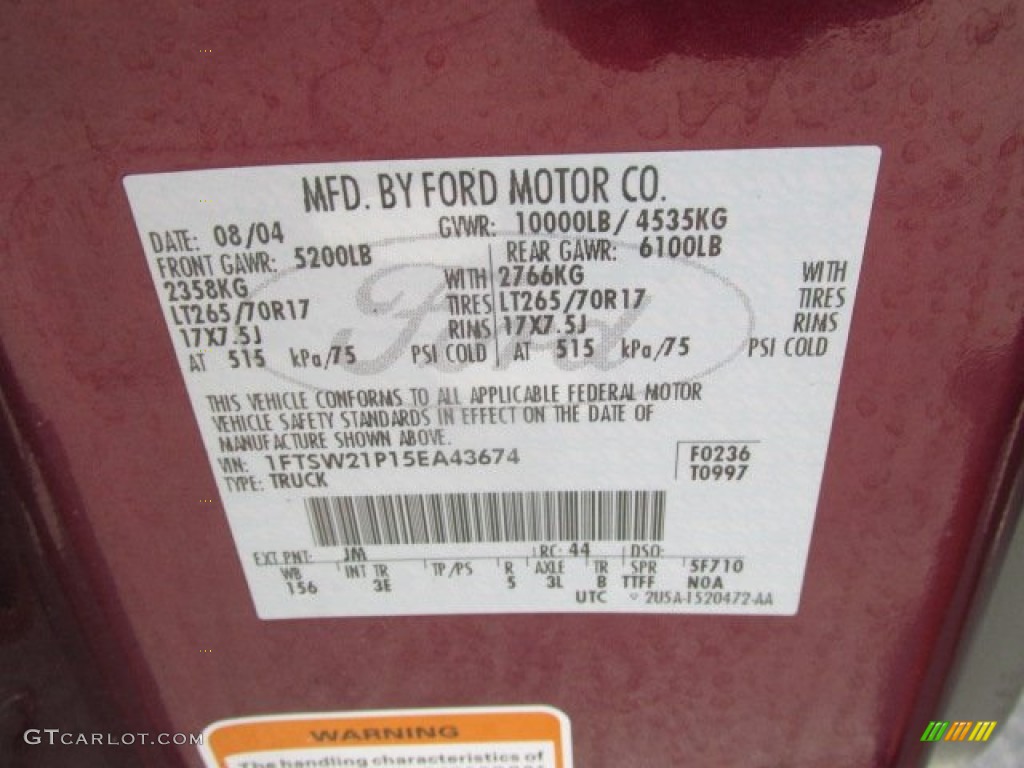 MFD. BY FORD MOTOR CO.
DATE: 08/04 GVWR: 10000LB/ 4535KG
FRONT GAWR: 5200LB REAR GAWR: 6100LB
2358KG WITH 2766KG WITH
LT265/70R17 TIRES LT265/70R17 TIRES
17X7.5J RIMS 17X7.5J RIMS
AT 515 kPa/75 PSI COLD AT 515 kPa/75 PSI COLD
Ford
THIS VEHICLE CONFORMS TO ALL APPLICABLE FEDERAL MOTOR
VEHICLE SAFETY STANDARDS IN EFFECT ON THE DATE OF
MANUFACTURE SHOWN ABOVE.
VIN: 1FTSW21P15EA43674 F0236
TYPE: TRUCK T0997
EXT PNT: JM RC: 44 DSO:
WB INT TR TP/PS R AXLE TR SPR 5F710
156 3E 5 3L B TTFF N0A
UTC 2U5A-1520472-AA
WARNING
The handling characteristics of
GTCARLOT.COM